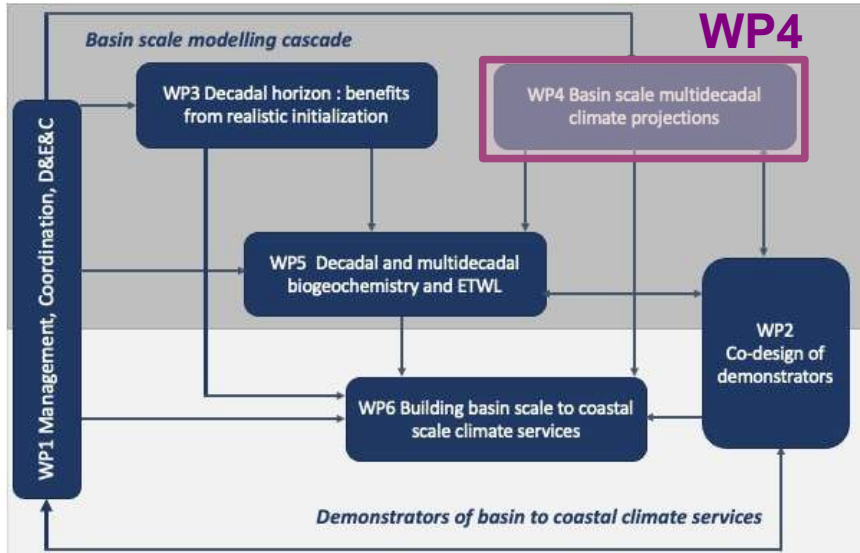 Basin scale modelling cascade
WP4
WP3 Decadal horizon : benefits
from realistic initialization
WP4 Basin scale multidecadal
climate projections
WP1 Management, Coordination, D&E&C
WP5 Decadal and multidecadal
biogeochemistry and ETWL
WP2
Co-design of
demonstrators
WP6 Building basin scale to coastal
scale climate services
Demonstrators of basin to coastal climate services